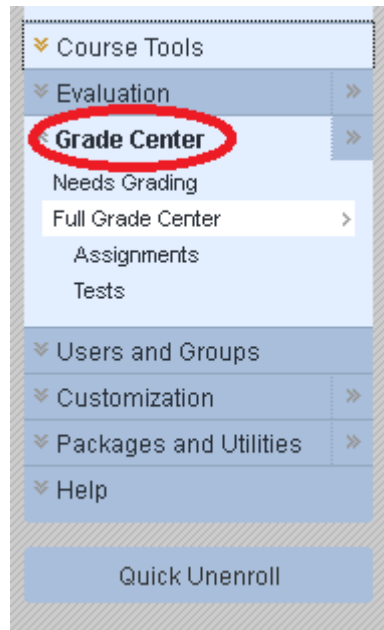 Course Tools
Evaluation
Grade Center
Needs Grading
Full Grade Center
Assignments
Tests
Users and Groups
Customization
Packages and Utilities
Help
Quick Unenroll